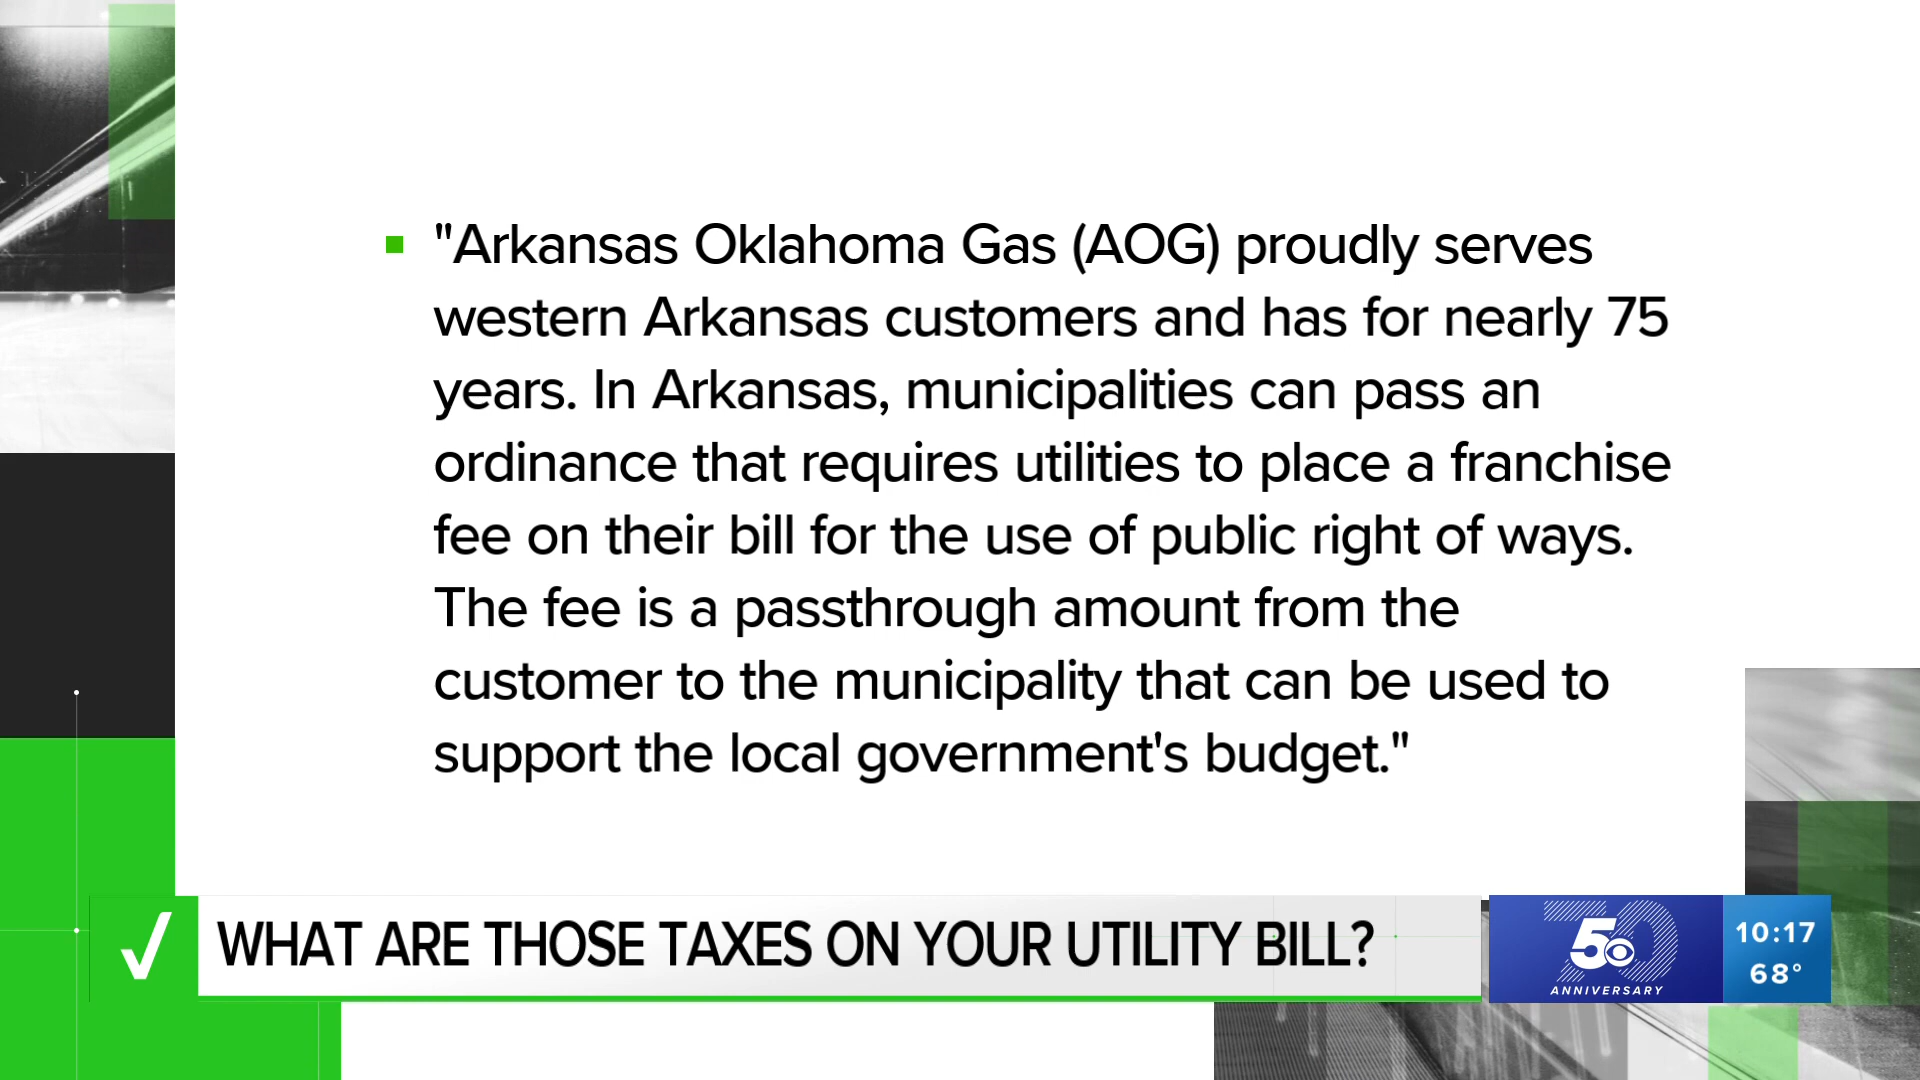 "Arkansas Oklahoma Gas (AOG) proudly serves
western Arkansas customers and has for nearly 75
years. In Arkansas, municipalities can pass an
ordinance that requires utilities to place a franchise
fee on their bill for the use of public right of ways.
The fee is a passthrough amount from the
customer to the municipality that can be used to
support the local government's budget."
WHAT ARE THOSE TAXES ON YOUR UTILITY BILL?
70
5
ANNIVERSARY
10:17
68°